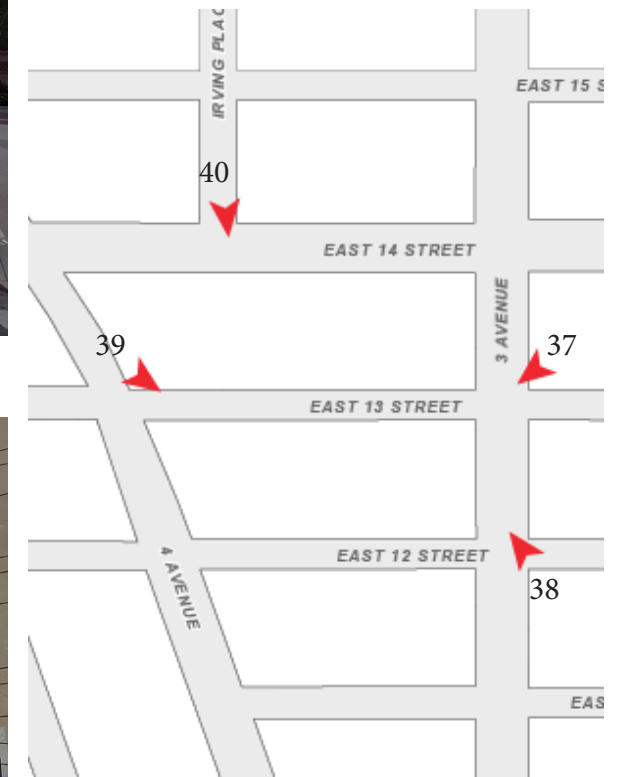 IRVING PLAC
EAST 15 S
40
EAST 14 STREET
3 AVENUE
39
37
EAST 13 STREET
EAST 12 STREET
4 AVENUE
38
EAS